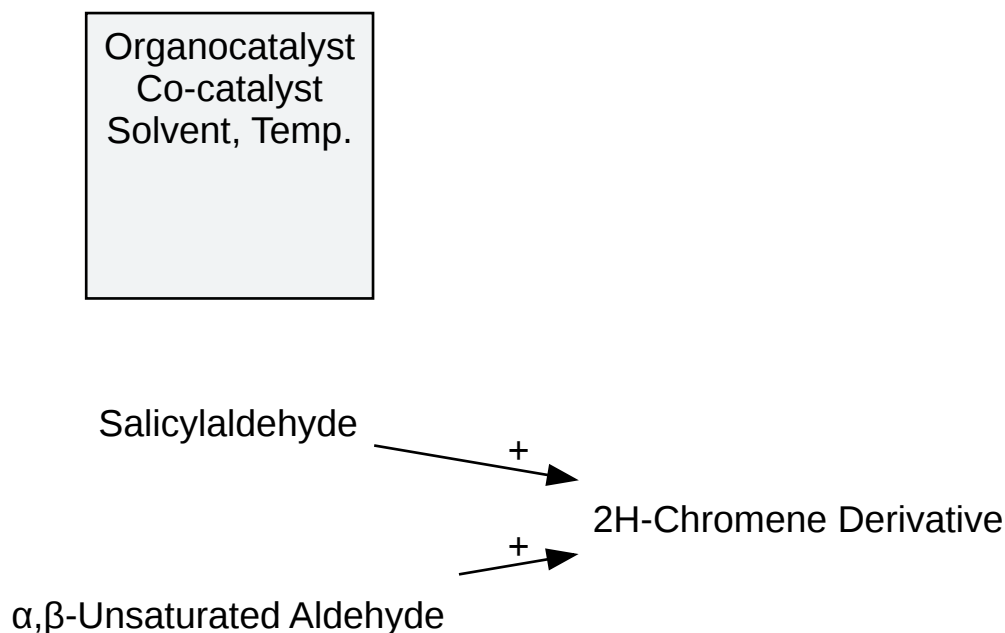 Organocatalyst
Co-catalyst
Solvent, Temp.
Salicylaldehyde
+
2H-Chromene Derivative
+
α,β-Unsaturated Aldehyde